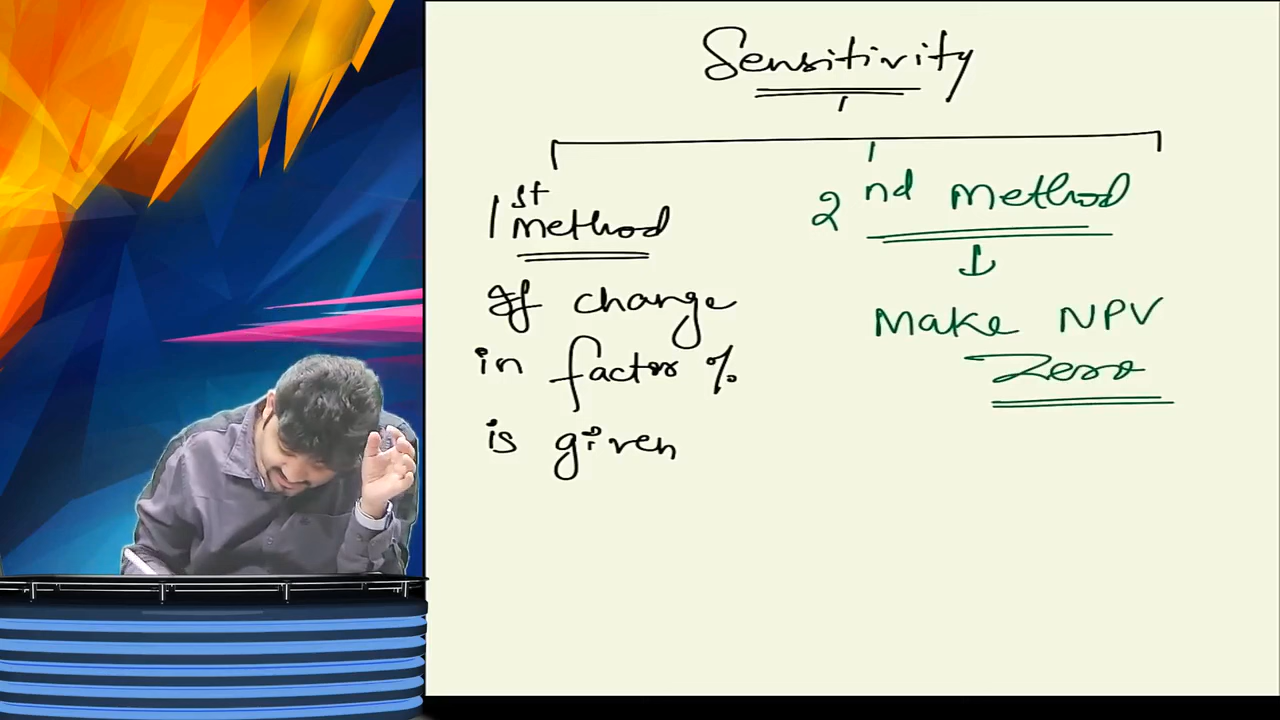 Sensitivity
1st method
If change
in factor %
is given
2nd method
Make NPV
Zero